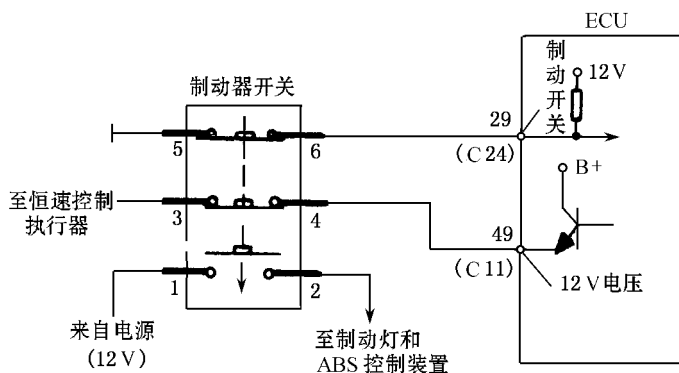 ECU
制动器开关
制动开关
12V
29
(C24)
5
6
B+
至恒速控制
执行器
3
4
49
(C11)
12V电压
1
2
来自电源
(12V)
至制动灯和
ABS控制装置